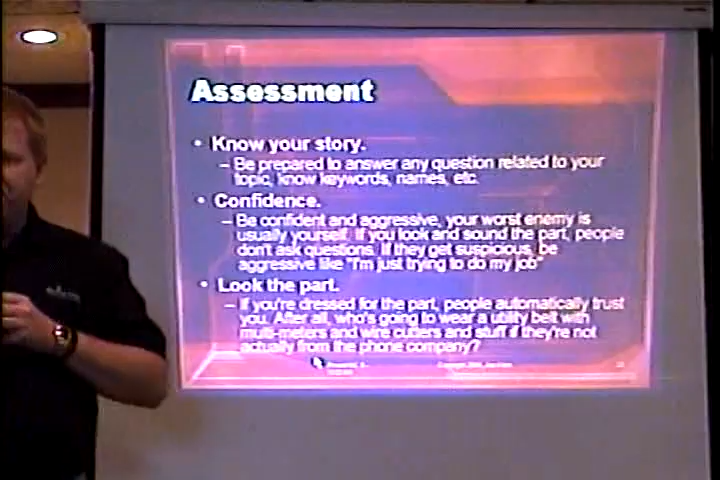 Assessment
• Know your story.
– Be prepared to answer any question related to your
topic, know keywords, names, etc.
• Confidence.
– Be confident and aggressive, your worst enemy is
usually yourself. If you look and sound the part, people
don't ask questions. If they get suspicious, be
aggressive like "I'm just trying to do my job"
• Look the part.
– If you're dressed for the part, people automatically trust
you. After all, who's going to wear a utility belt with
multi-meters and wire cutters and stuff if they're not
actually from the phone company?